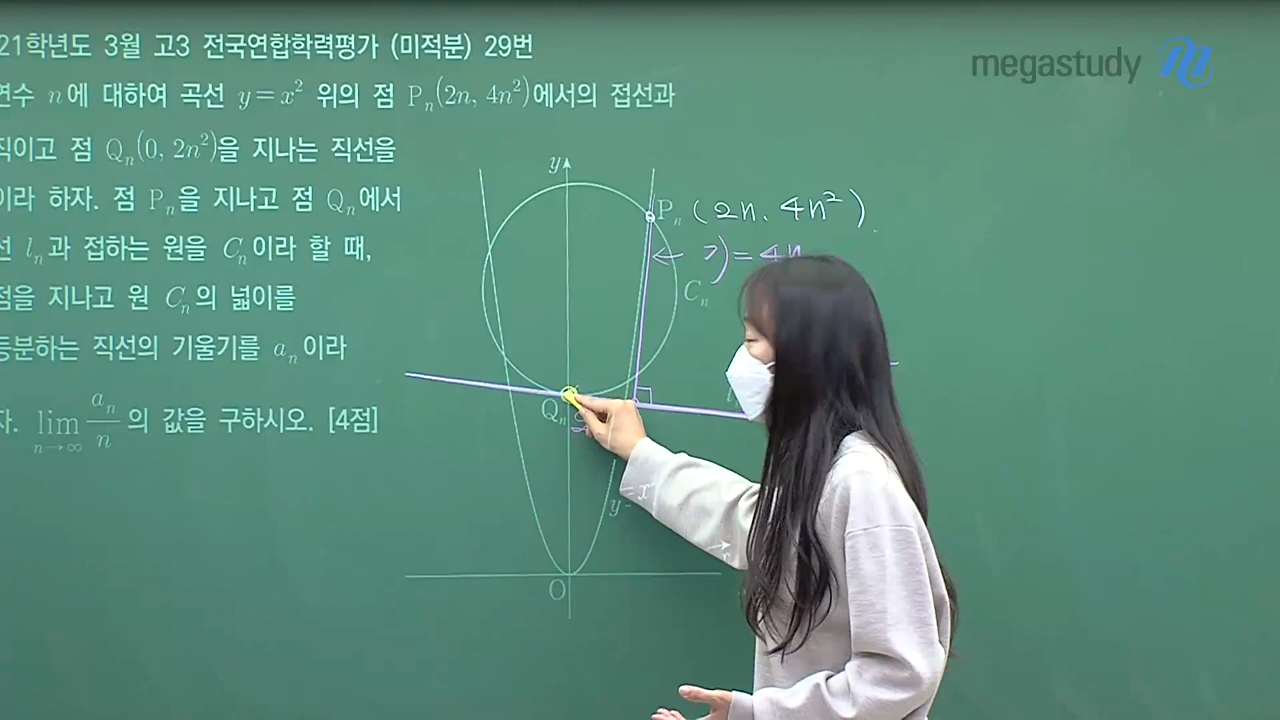 21학년도 3월 고3 전국연합학력평가 (미적분) 29번
megastudy
연수 n에 대하여 곡선 y=x² 위의 점 Pₙ(2n, 4n²)에서의 접선과
직이고 점 Qₙ(0, 2n²)을 지나는 직선을
이라 하자. 점 Pₙ을 지나고 점 Qₙ에서
선 lₙ과 접하는 원을 Cₙ이라 할 때,
점을 지나고 원 Cₙ의 넓이를
등분하는 직선의 기울기를 aₙ이라
자. lim n→∞ aₙ/n 의 값을 구하시오. [4점]
y
Pₙ (2n, 4n²)
← 기=4n
Cₙ
Qₙ
y=x²
O